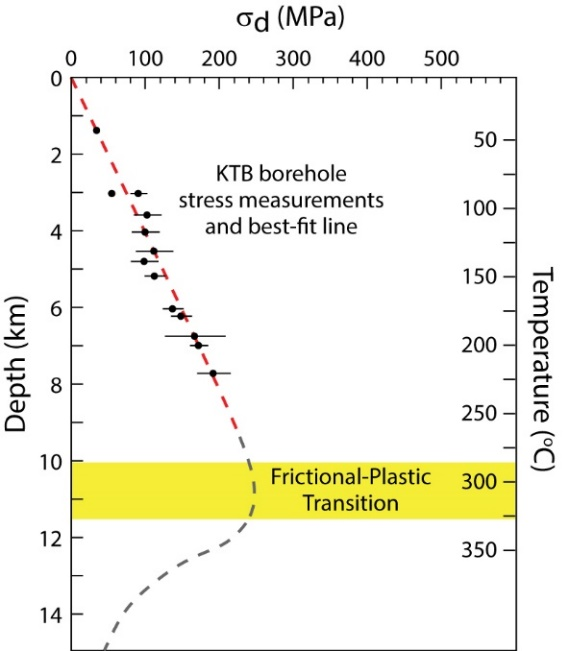 σd (MPa)
0 100 200 300 400 500
0
2
4
6
8
10
12
14
Depth (km)
KTB borehole
stress measurements
and best-fit line
Frictional-Plastic
Transition
50
100
150
200
250
300
350
Temperature (ºC)